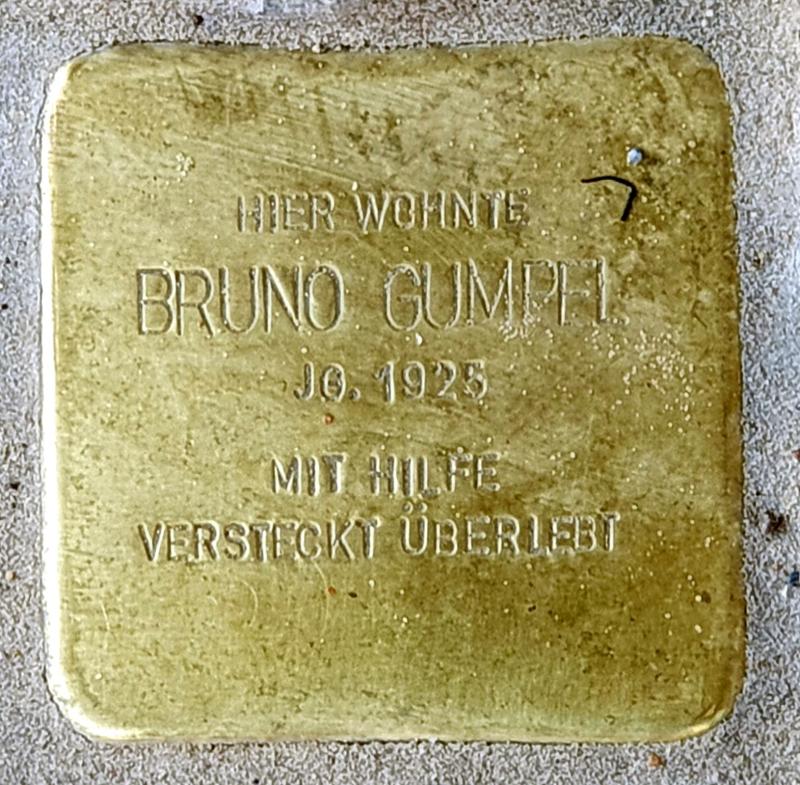 HIER WOHNTE
BRUNO GUMPEL
JG. 1925
MIT HILFE
VERSTECKT ÜBERLEBT